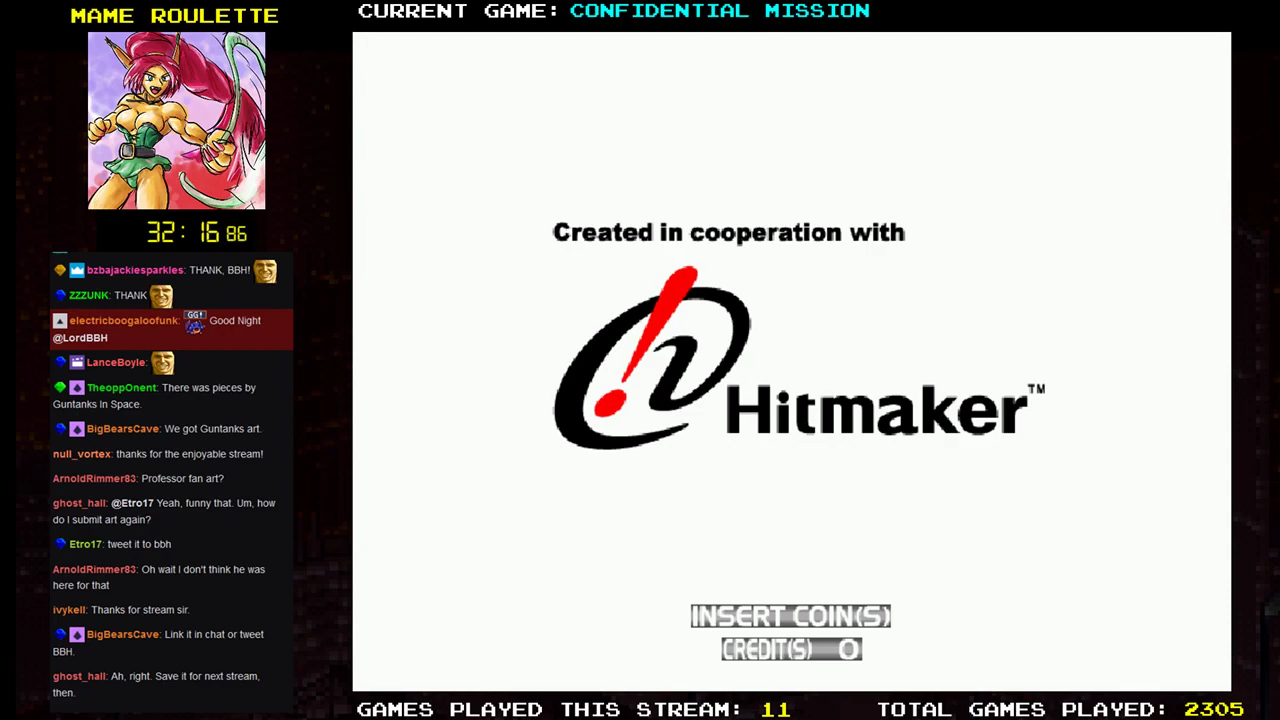 MAME ROULETTE
CURRENT GAME: CONFIDENTIAL MISSION
32:16 86
bzbajackiesparkles: THANK, BBH!
ZZZUNK: THANK
electricboogaloofunk: GG! Good Night
@LordBBH
LanceBoyle:
TheoppOnent: There was pieces by
Guntanks In Space.
BigBearsCave: We got Guntanks art.
null_vortex: thanks for the enjoyable stream!
ArnoldRimmer83: Professor fan art?
ghost_hall: @Etro17 Yeah, funny that. Um, how
do I submit art again?
Etro17: tweet it to bbh
ArnoldRimmer83: Oh wait I don't think he was
here for that
ivykell: Thanks for stream sir.
BigBearsCave: Link it in chat or tweet
BBH.
ghost_hall: Ah, right. Save it for next stream,
then.
Created in cooperation with
Hitmaker™
INSERT COIN(S)
CREDIT(S) 0
GAMES PLAYED THIS STREAM: 11
TOTAL GAMES PLAYED: 2305